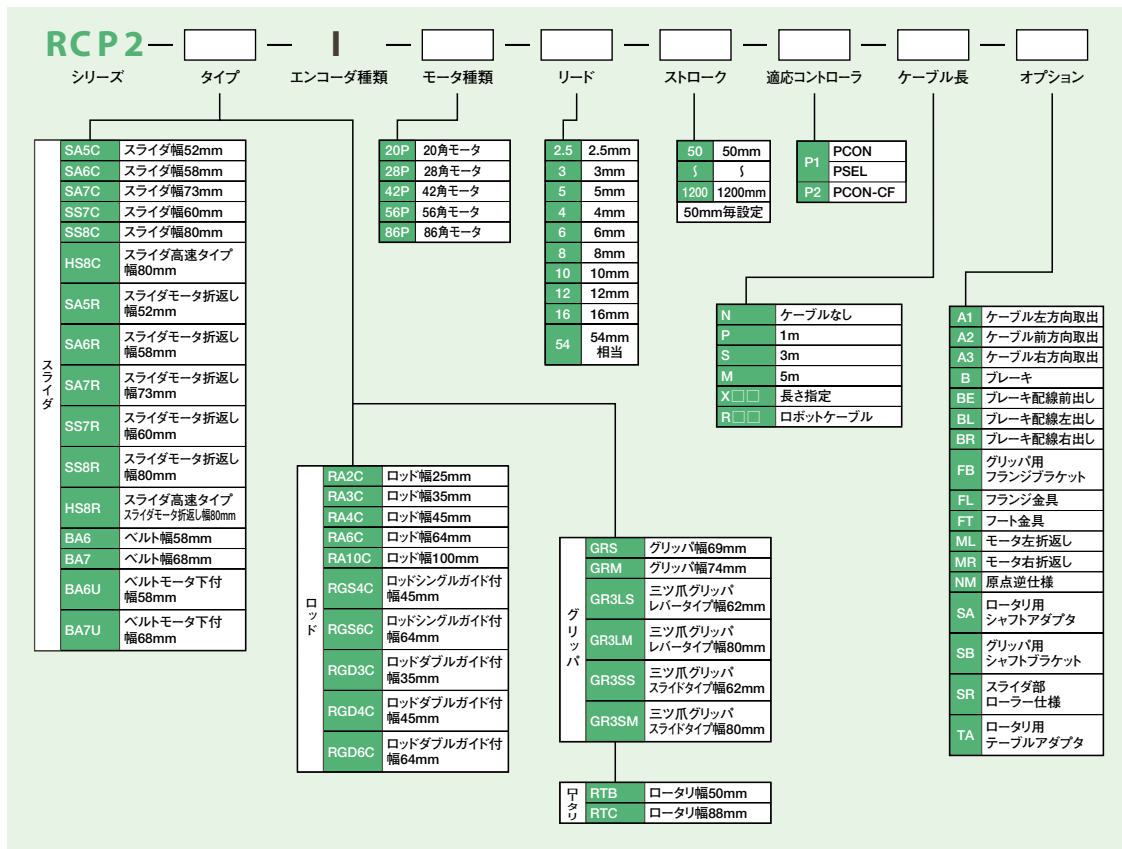 RCP2 — — I — — — — — —
シリーズ タイプ エンコーダ種類 モータ種類 リード ストローク 適応コントローラ ケーブル長 オプション
スライダ
SA5C スライダ幅52mm
SA6C スライダ幅58mm
SA7C スライダ幅73mm
SS7C スライダ幅60mm
SS8C スライダ幅80mm
HS8C スライダ高速タイプ
幅80mm
SA5R スライダモータ折返し
幅52mm
SA6R スライダモータ折返し
幅58mm
SA7R スライダモータ折返し
幅73mm
SS7R スライダモータ折返し
幅60mm
SS8R スライダモータ折返し
幅80mm
HS8R スライダ高速タイプ
スライダモータ折返し幅80mm
BA6 ベルト幅58mm
BA7 ベルト幅68mm
BA6U ベルトモータ下付
幅58mm
BA7U ベルトモータ下付
幅68mm
ロッド
RA2C ロッド幅25mm
RA3C ロッド幅35mm
RA4C ロッド幅45mm
RA6C ロッド幅64mm
RA10C ロッド幅100mm
RGS4C ロッドシングルガイド付
幅45mm
RGS6C ロッドシングルガイド付
幅64mm
RGD3C ロッドダブルガイド付
幅35mm
RGD4C ロッドダブルガイド付
幅45mm
RGD6C ロッドダブルガイド付
幅64mm
グリッパ
GRS グリッパ幅69mm
GRM グリッパ幅74mm
GR3LS 三ツ爪グリッパ
レバータイプ幅62mm
GR3LM 三ツ爪グリッパ
レバータイプ幅80mm
GR3SS 三ツ爪グリッパ
スライドタイプ幅62mm
GR3SM 三ツ爪グリッパ
スライドタイプ幅80mm
ロータリ
RTB ロータリ幅50mm
RTC ロータリ幅88mm
20P 20角モータ
28P 28角モータ
42P 42角モータ
56P 56角モータ
86P 86角モータ
2.5 2.5mm
3 3mm
5 5mm
4 4mm
6 6mm
8 8mm
10 10mm
12 12mm
16 16mm
54 54mm
相当
50 50mm
〜 〜
1200 1200mm
50mm毎設定
P1 PCON
PSEL
P2 PCON-CF
N ケーブルなし
P 1m
S 3m
M 5m
X□□ 長さ指定
R□□ ロボットケーブル
A1 ケーブル左方向取出
A2 ケーブル前方向取出
A3 ケーブル右方向取出
B ブレーキ
BE ブレーキ配線前出し
BL ブレーキ配線左出し
BR ブレーキ配線右出し
FB グリッパ用
フランジブラケット
FL フランジ金具
FT フート金具
ML モータ左折返し
MR モータ右折返し
NM 原点逆仕様
SA ロータリ用
シャフトアダプタ
SB グリッパ用
シャフトブラケット
SR スライダ部
ローラー仕様
TA ロータリ用
テーブルアダプタ